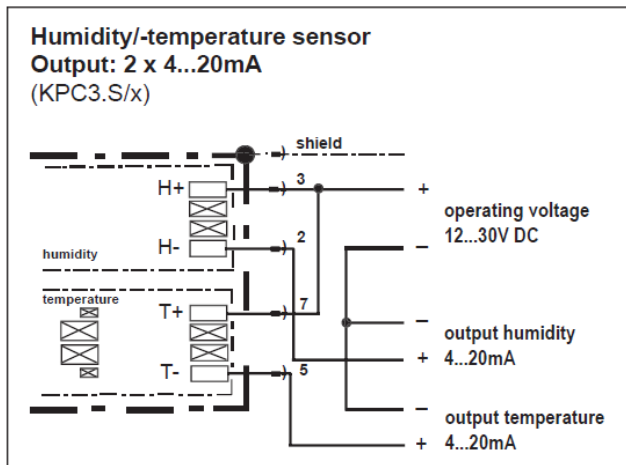 Humidity/-temperature sensor
Output: 2 x 4...20mA
(KPC3.S/x)
shield
H+
3
+
operating voltage
12...30V DC
H-
2
−
humidity
temperature
T+
7
−
output humidity
+
4...20mA
T-
5
−
output temperature
+
4...20mA